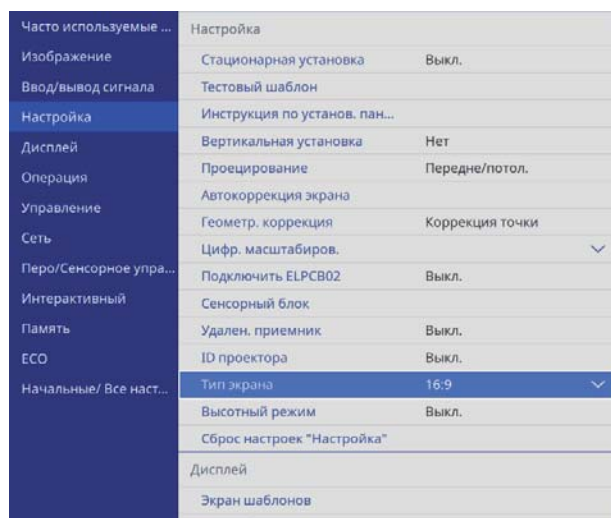 Часто используемые ...
Изображение
Ввод/вывод сигнала
Настройка
Дисплей
Операция
Управление
Сеть
Перо/Сенсорное упра...
Интерактивный
Память
ECO
Начальные/ Все наст...
Настройка
Стационарная установка Выкл.
Тестовый шаблон
Инструкция по установ. пан...
Вертикальная установка Нет
Проецирование Передне/потол.
Автокоррекция экрана
Геометр. коррекция Коррекция точки
Цифр. масштабиров.
Подключить ELPCB02 Выкл.
Сенсорный блок
Удален. приемник Выкл.
ID проектора Выкл.
Тип экрана 16:9
Высотный режим Выкл.
Сброс настроек "Настройка"
Дисплей
Экран шаблонов